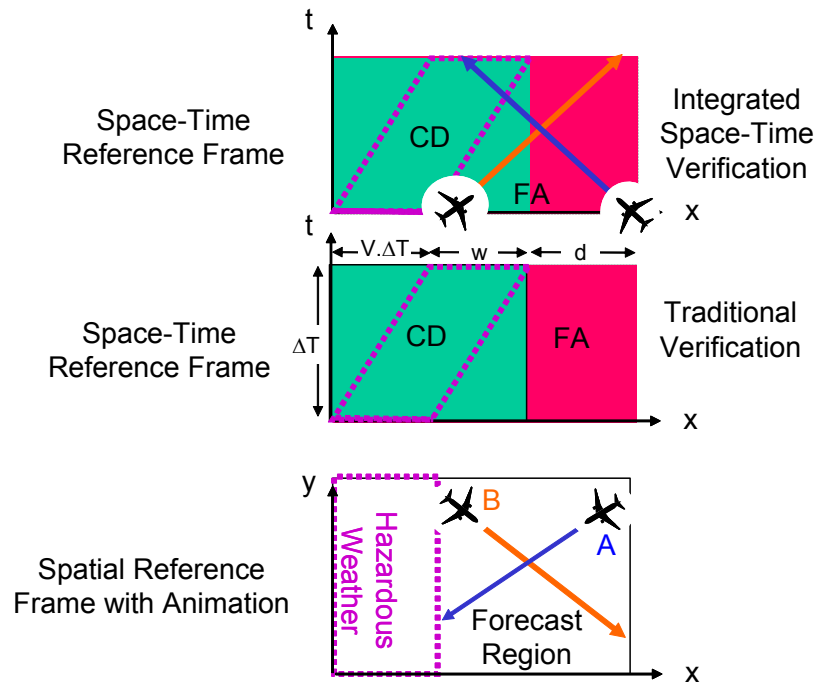 t
Space-Time
Reference Frame
CD
FA
Integrated
Space-Time
Verification
x
t
V.ΔT
w
d
Space-Time
Reference Frame
ΔT
CD
FA
Traditional
Verification
x
y
B
A
Hazardous
Weather
Spatial Reference
Frame with Animation
Forecast
Region
x